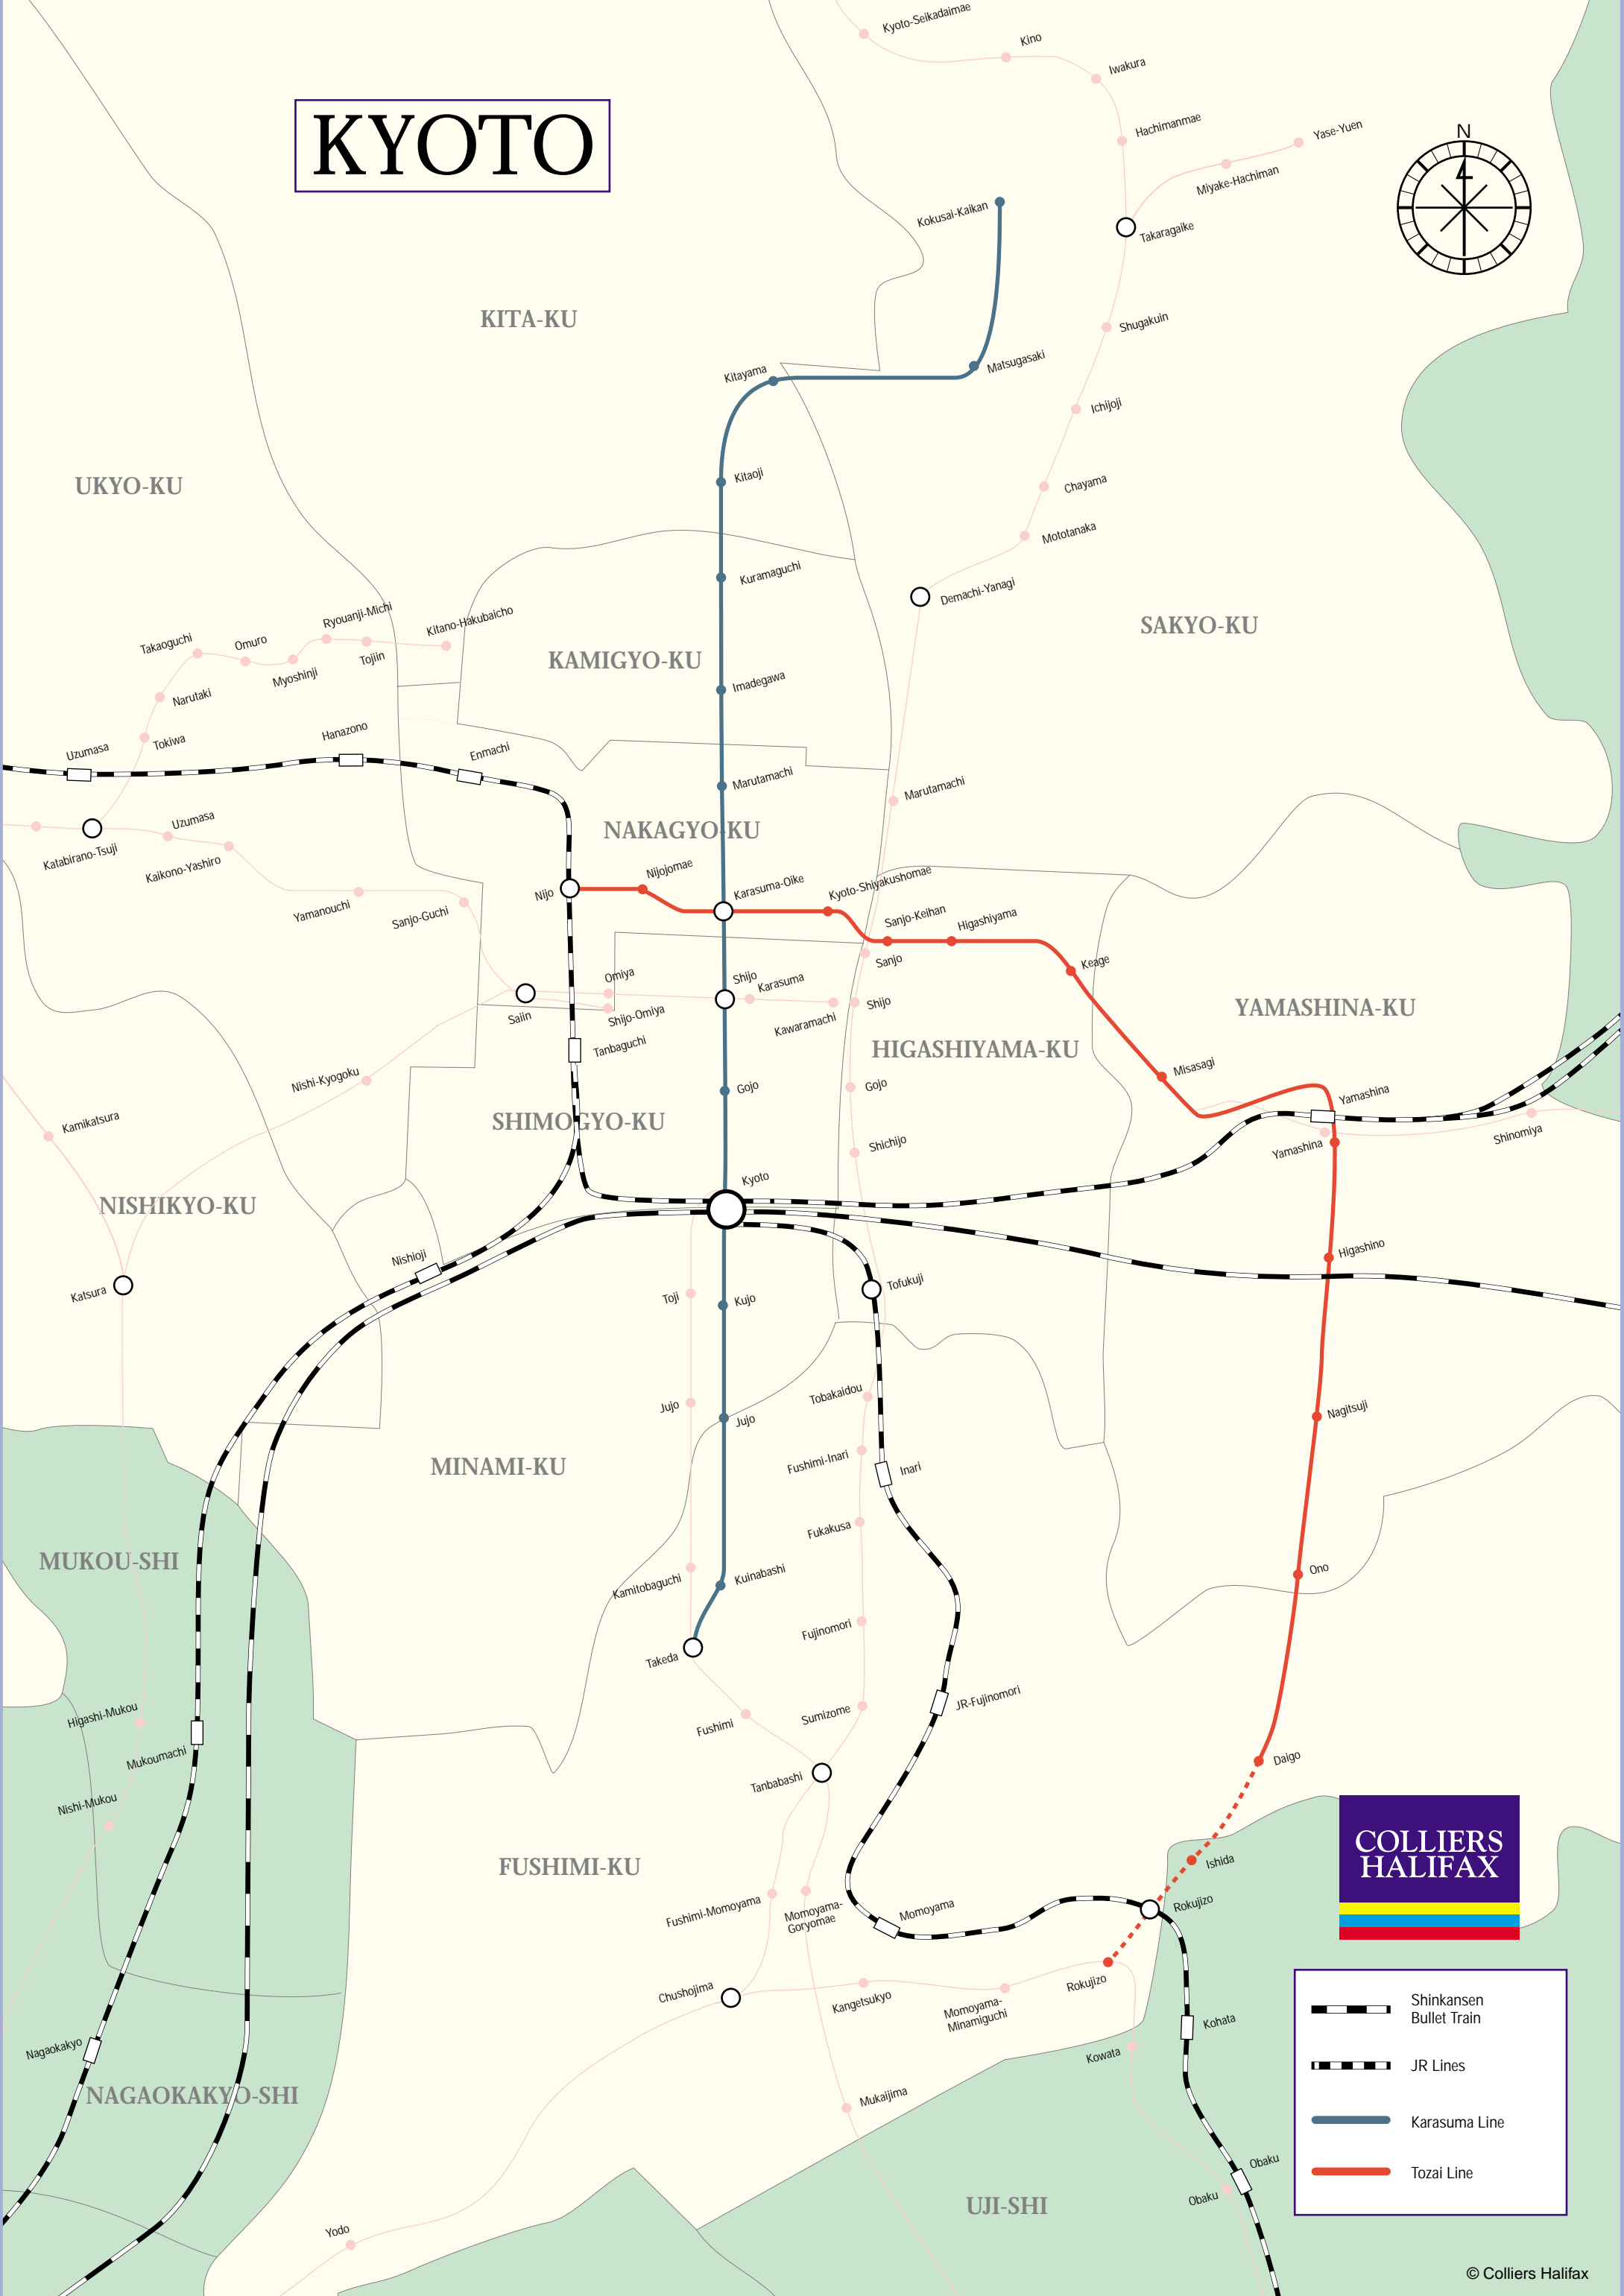 Kyoto-Seikadaimae
Kino
Iwakura
Hachimanmae
Yase-Yuen
Miyake-Hachiman
N
KYOTO
Kokusai-Kaikan
Takaragaike
KITA-KU
Shugakuin
Kitayama
Matsugasaki
Ichijoji
UKYO-KU
Kitaoji
Chayama
Mototanaka
Kuramaguchi
Demachi-Yanagi
SAKYO-KU
Takaoguchi
Omuro
Ryouanji-Michi
Kitano-Hakubaicho
Myoshinji
Tojiin
KAMIGYO-KU
Narutaki
Imadegawa
Tokiwa
Uzumasa
Hanazono
Enmachi
Marutamachi
Marutamachi
Uzumasa
NAKAGYO-KU
Katabirano-Tsuji
Kaikono-Yashiro
Nijo
Nijojomae
Karasuma-Oike
Kyoto-Shiyakushomae
Yamanouchi
Sanjo-Guchi
Sanjo-Keihan
Higashiyama
Sanjo
Keage
Omiya
Shijo
Karasuma
Saiin
Shijo-Omiya
Kawaramachi
Shijo
YAMASHINA-KU
Tanbaguchi
HIGASHIYAMA-KU
Nishi-Kyogoku
Gojo
Gojo
Misasagi
Kamikatsura
SHIMOGYO-KU
Yamashina
Yamashina
Shinomiya
Shichijo
Kyoto
NISHIKYO-KU
Nishioji
Higashino
Katsura
Toji
Kujo
Tofukuji
Jujo
Jujo
Tobakaidou
Nagitsuji
MINAMI-KU
Fushimi-Inari
Inari
Fukakusa
MUKOU-SHI
Kamitobaguchi
Kuinabashi
Ono
Fujinomori
Takeda
Higashi-Mukou
Mukoumachi
Fushimi
Sumizome
JR-Fujinomori
Tanbabashi
Daigo
Nishi-Mukou
FUSHIMI-KU
COLLIERS
HALIFAX
Ishida
Fushimi-Momoyama
Momoyama-
Goryomae
Momoyama
Rokujizo
Chushojima
Kangetsukyo
Momoyama-
Minamiguchi
Rokujizo
Shinkansen
Bullet Train
Nagaokakyo
Kohata
Kowata
JR Lines
NAGAOKAKYO-SHI
Mukaijima
Karasuma Line
Obaku
Obaku
Tozai Line
UJI-SHI
Yodo
© Colliers Halifax